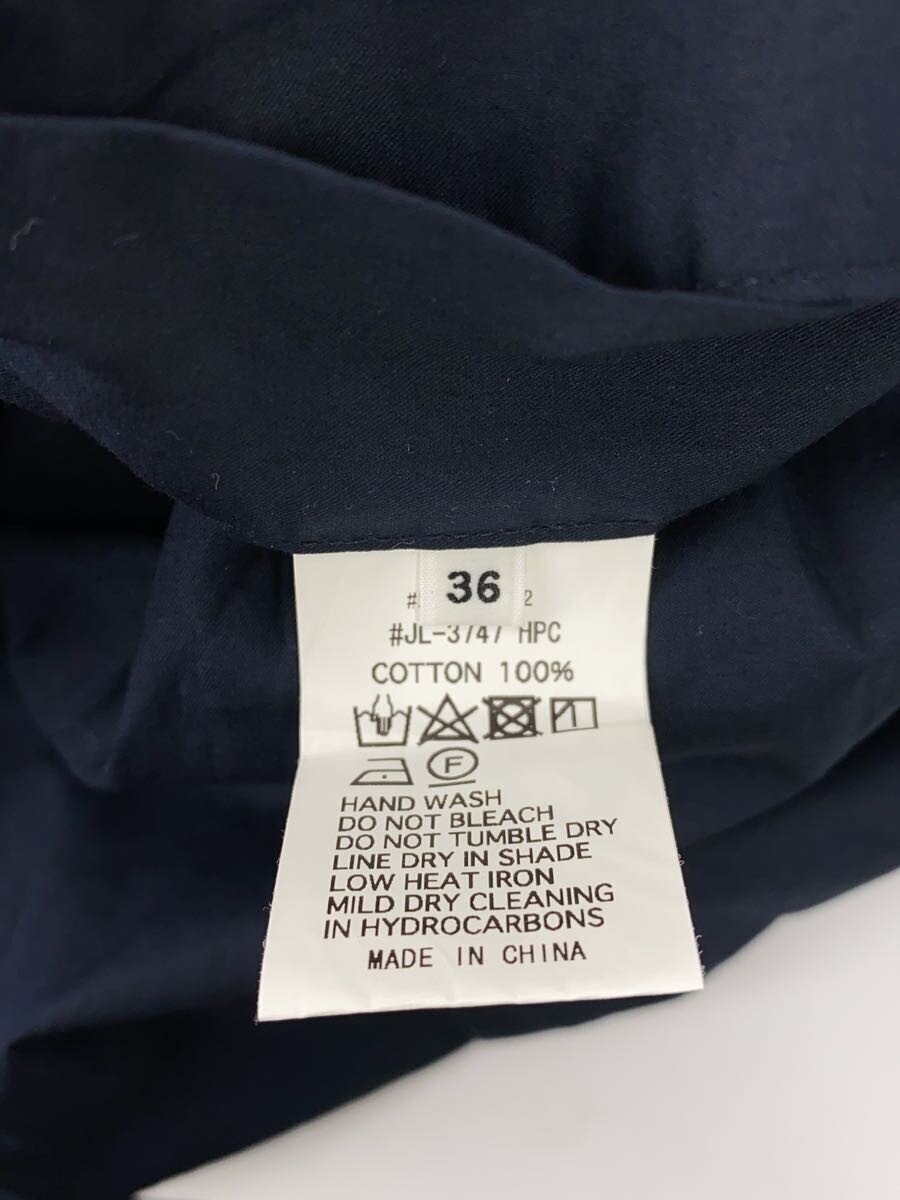 36
#JL-3747 HPC
COTTON 100%
F
HAND WASH
DO NOT BLEACH
DO NOT TUMBLE DRY
LINE DRY IN SHADE
LOW HEAT IRON
MILD DRY CLEANING
IN HYDROCARBONS
MADE IN CHINA